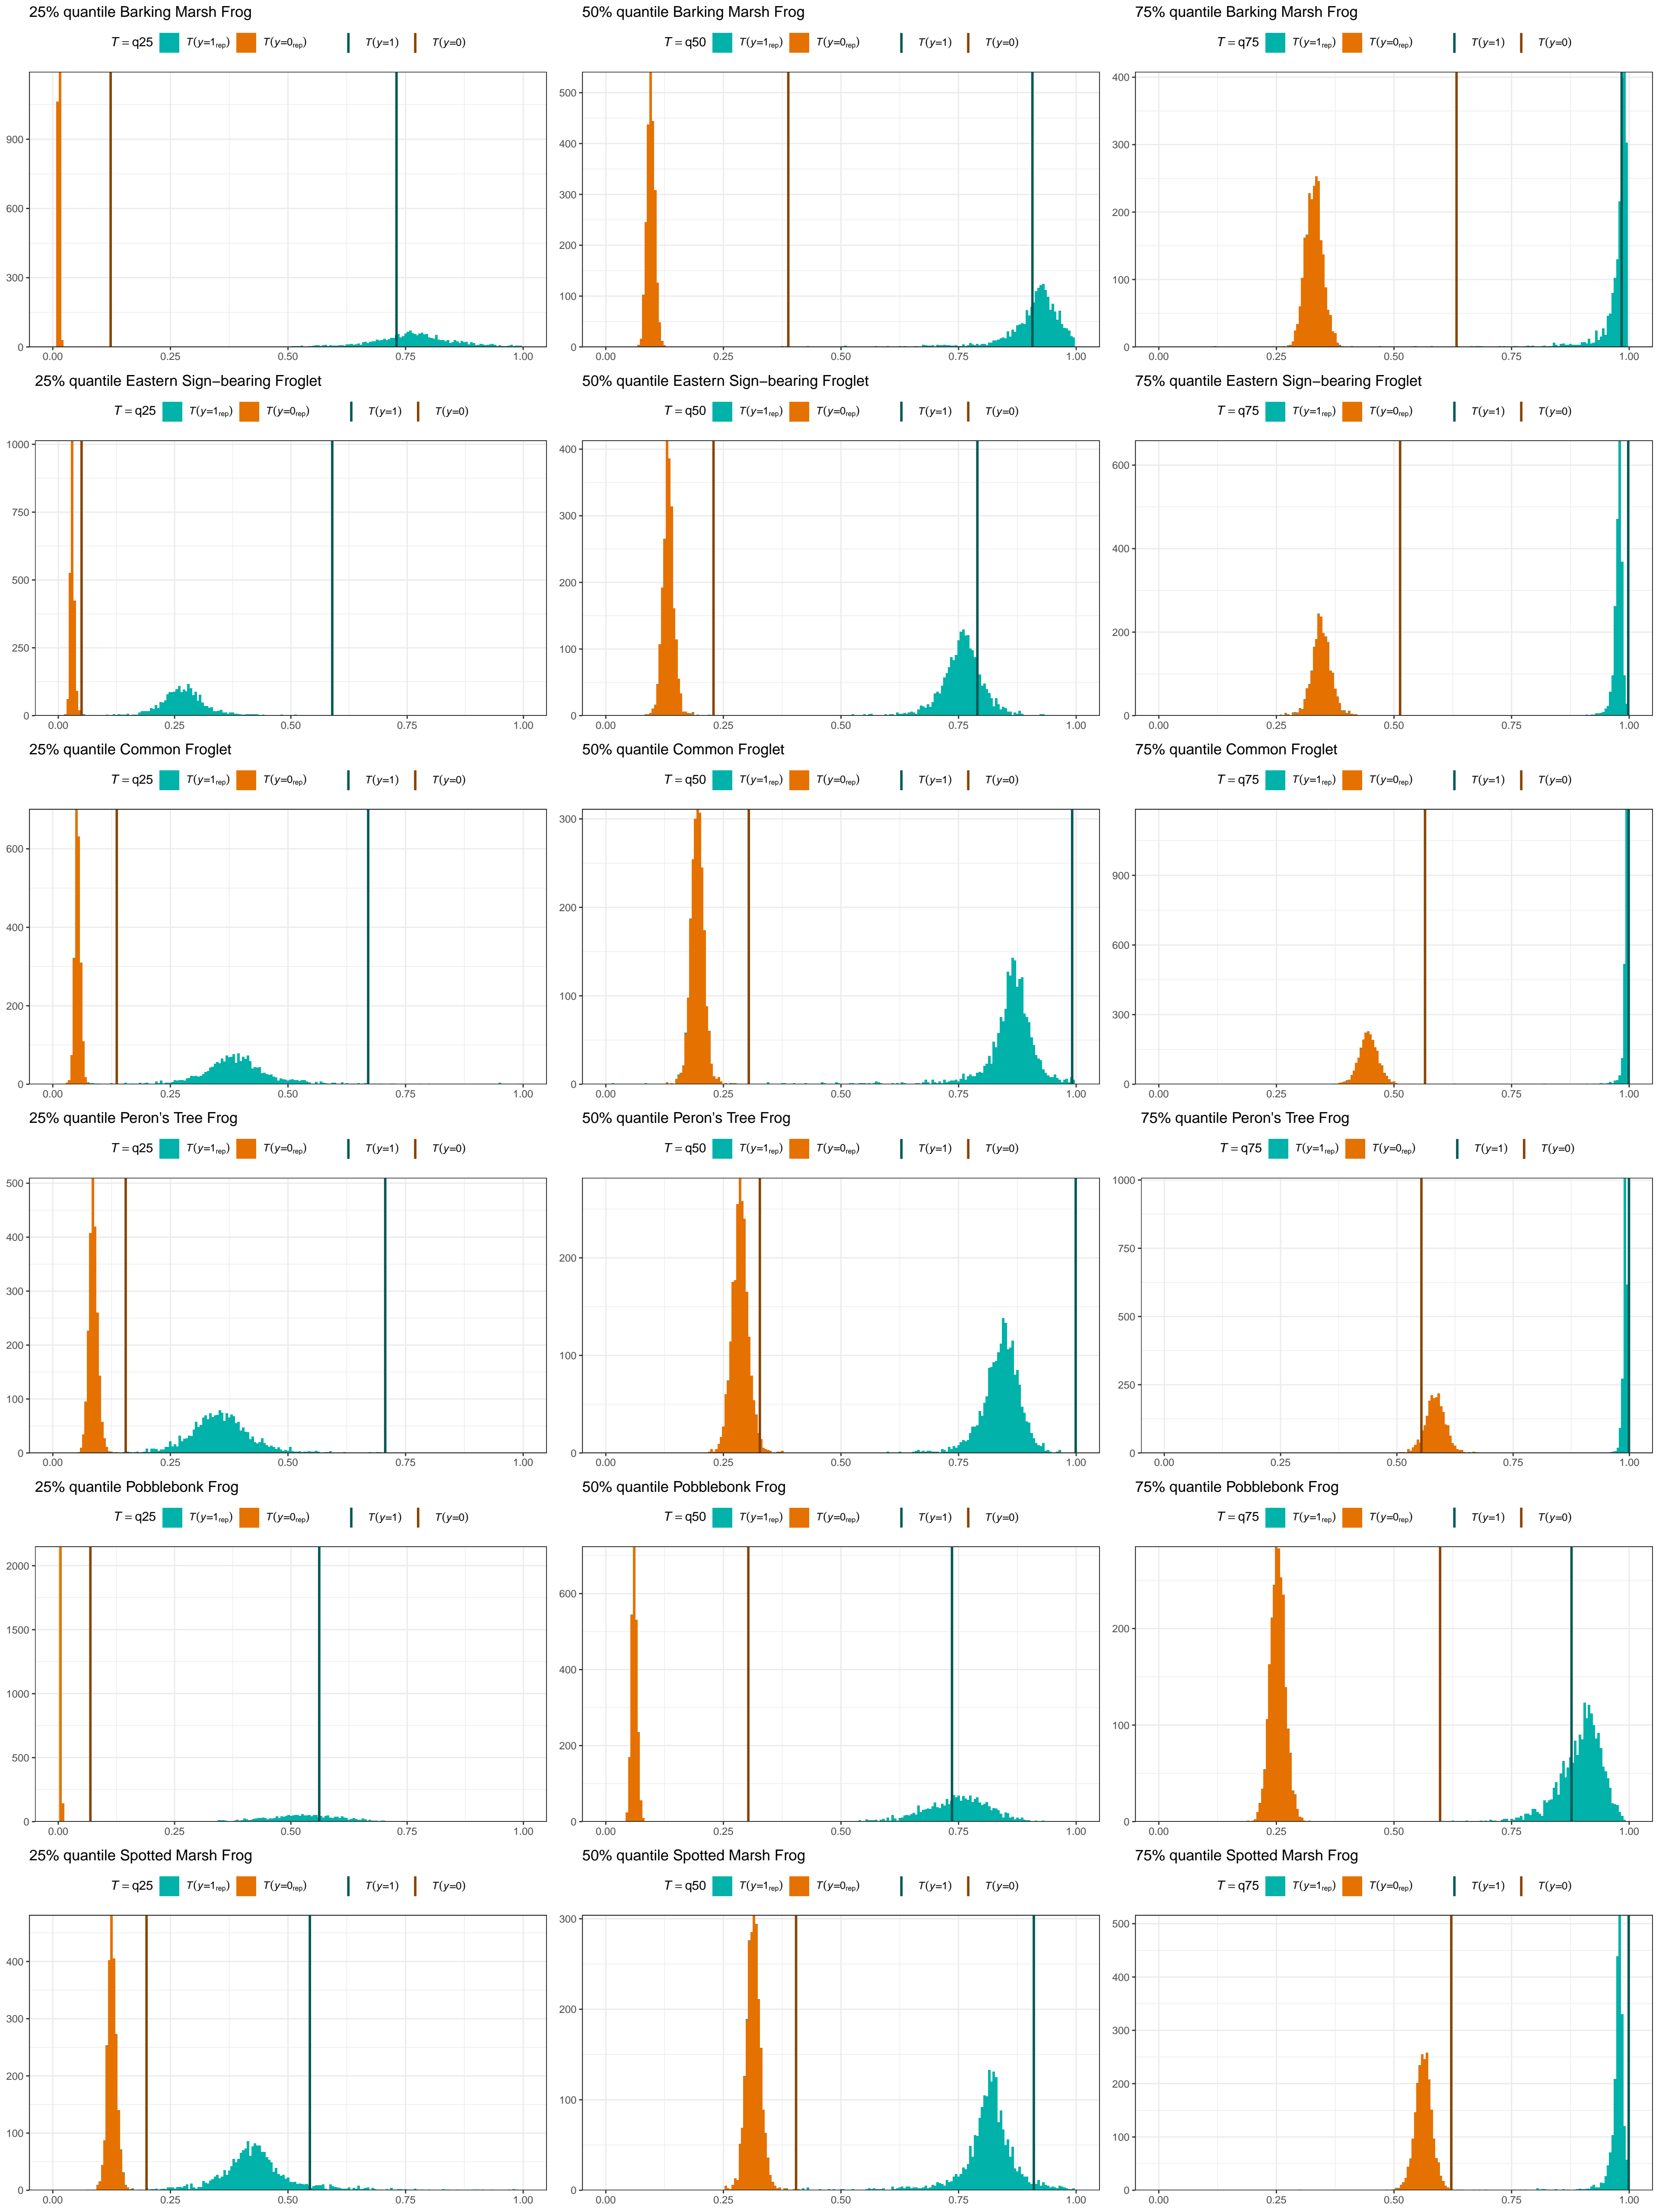 25% quantile Barking Marsh Frog
T = q25 T(y=1rep) T(y=0rep) T(y=1) T(y=0)
900
600
300
0
0.00 0.25 0.50 0.75 1.00
50% quantile Barking Marsh Frog
T = q50 T(y=1rep) T(y=0rep) T(y=1) T(y=0)
500
400
300
200
100
0
0.00 0.25 0.50 0.75 1.00
75% quantile Barking Marsh Frog
T = q75 T(y=1rep) T(y=0rep) T(y=1) T(y=0)
400
300
200
100
0
0.00 0.25 0.50 0.75 1.00
25% quantile Eastern Sign−bearing Froglet
T = q25 T(y=1rep) T(y=0rep) T(y=1) T(y=0)
1000
750
500
250
0
0.00 0.25 0.50 0.75 1.00
50% quantile Eastern Sign−bearing Froglet
T = q50 T(y=1rep) T(y=0rep) T(y=1) T(y=0)
400
300
200
100
0
0.00 0.25 0.50 0.75 1.00
75% quantile Eastern Sign−bearing Froglet
T = q75 T(y=1rep) T(y=0rep) T(y=1) T(y=0)
600
400
200
0
0.00 0.25 0.50 0.75 1.00
25% quantile Common Froglet
T = q25 T(y=1rep) T(y=0rep) T(y=1) T(y=0)
600
400
200
0
0.00 0.25 0.50 0.75 1.00
50% quantile Common Froglet
T = q50 T(y=1rep) T(y=0rep) T(y=1) T(y=0)
300
200
100
0
0.00 0.25 0.50 0.75 1.00
75% quantile Common Froglet
T = q75 T(y=1rep) T(y=0rep) T(y=1) T(y=0)
900
600
300
0
0.00 0.25 0.50 0.75 1.00
25% quantile Peron's Tree Frog
T = q25 T(y=1rep) T(y=0rep) T(y=1) T(y=0)
500
400
300
200
100
0
0.00 0.25 0.50 0.75 1.00
50% quantile Peron's Tree Frog
T = q50 T(y=1rep) T(y=0rep) T(y=1) T(y=0)
200
100
0
0.00 0.25 0.50 0.75 1.00
75% quantile Peron's Tree Frog
T = q75 T(y=1rep) T(y=0rep) T(y=1) T(y=0)
1000
750
500
250
0
0.00 0.25 0.50 0.75 1.00
25% quantile Pobblebonk Frog
T = q25 T(y=1rep) T(y=0rep) T(y=1) T(y=0)
2000
1500
1000
500
0
0.00 0.25 0.50 0.75 1.00
50% quantile Pobblebonk Frog
T = q50 T(y=1rep) T(y=0rep) T(y=1) T(y=0)
600
400
200
0
0.00 0.25 0.50 0.75 1.00
75% quantile Pobblebonk Frog
T = q75 T(y=1rep) T(y=0rep) T(y=1) T(y=0)
200
100
0
0.00 0.25 0.50 0.75 1.00
25% quantile Spotted Marsh Frog
T = q25 T(y=1rep) T(y=0rep) T(y=1) T(y=0)
400
300
200
100
0
0.00 0.25 0.50 0.75 1.00
50% quantile Spotted Marsh Frog
T = q50 T(y=1rep) T(y=0rep) T(y=1) T(y=0)
300
200
100
0
0.00 0.25 0.50 0.75 1.00
75% quantile Spotted Marsh Frog
T = q75 T(y=1rep) T(y=0rep) T(y=1) T(y=0)
500
400
300
200
100
0
0.00 0.25 0.50 0.75 1.00